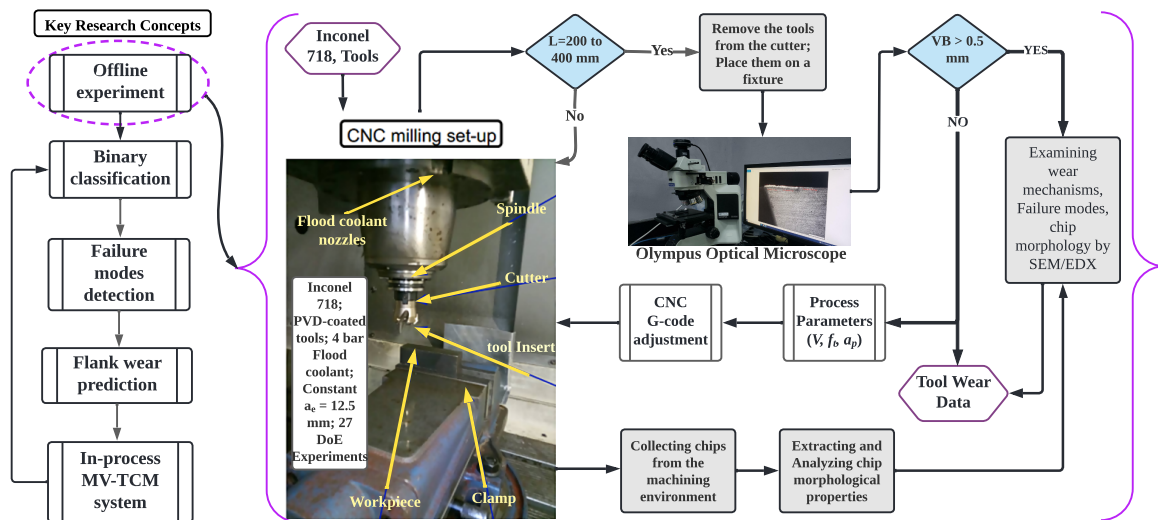 Key Research Concepts
Offline
experiment
Binary
classification
Failure
modes
detection
Flank wear
prediction
In-process
MV-TCM
system
Inconel
718, Tools
CNC milling set-up
L=200 to
400 mm
Yes
No
Remove the tools
from the cutter;
Place them on a
fixture
Olympus Optical Microscope
VB > 0.5
mm
YES
NO
Examining
wear
mechanisms,
Failure modes,
chip
morphology by
SEM/EDX
Flood coolant
nozzles
Spindle
Cutter
tool Insert
Workpiece
Clamp
Inconel
718;
PVD-coated
tools; 4 bar
Flood
coolant;
Constant
aₑ = 12.5
mm; 27
DoE
Experiments
CNC
G-code
adjustment
Process
Parameters
(V, fₜ, aₚ)
Tool Wear
Data
Collecting chips
from the
machining
environment
Extracting and
Analyzing chip
morphological
properties